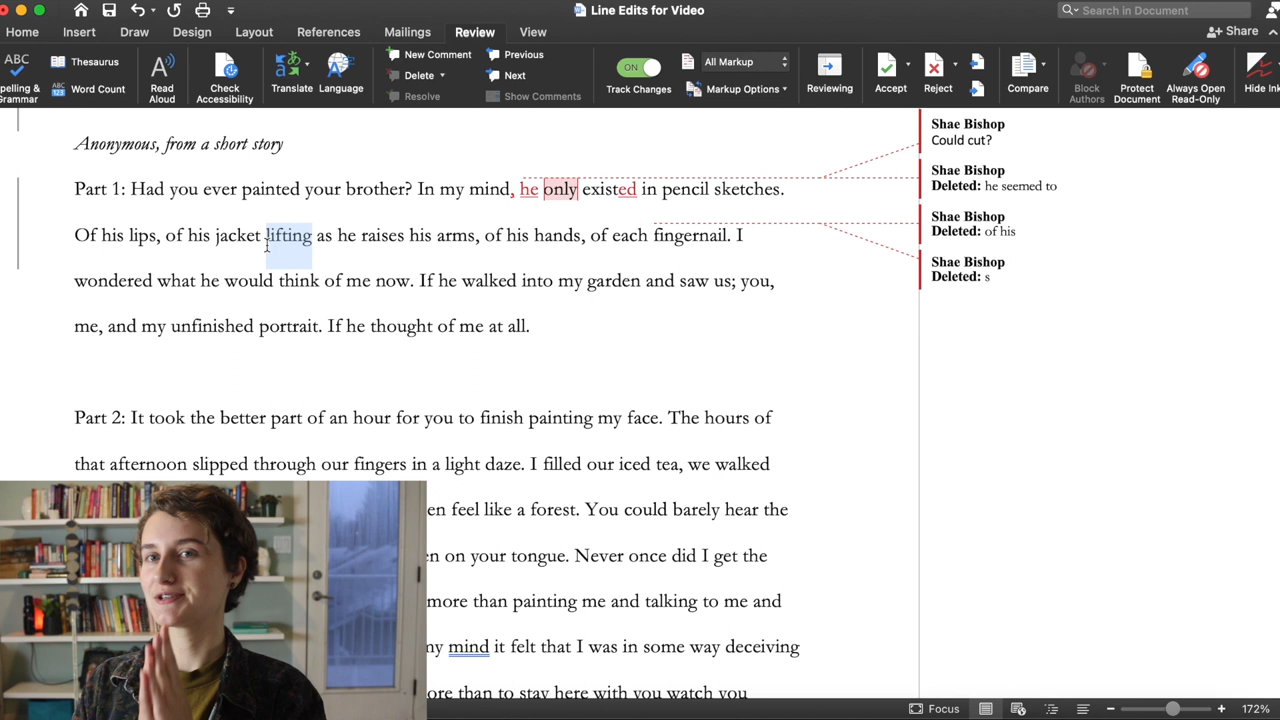 Line Edits for Video
Search in Document
Home Insert Draw Design Layout References Mailings Review View Share
ABC Thesaurus New Comment Previous ON All Markup
ABC 123 Word Count Delete Next Markup Options
Resolve Show Comments
pelling & Grammar Read Aloud Check Accessibility Translate Language Track Changes Reviewing Accept Reject Compare Block Authors Protect Document Always Open Read-Only Hide Ink
Anonymous, from a short story
Part 1: Had you ever painted your brother? In my mind, he only existed in pencil sketches.
Of his lips, of his jacket lifting as he raises his arms, of his hands, of each fingernail. I
wondered what he would think of me now. If he walked into my garden and saw us; you,
me, and my unfinished portrait. If he thought of me at all.
Part 2: It took the better part of an hour for you to finish painting my face. The hours of
that afternoon slipped through our fingers in a light daze. I filled our iced tea, we walked
en feel like a forest. You could barely hear the
en on your tongue. Never once did I get the
more than painting me and talking to me and
my mind it felt that I was in some way deceiving
ore than to stay here with you watch you
Shae Bishop
Could cut?
Shae Bishop
Deleted: he seemed to
Shae Bishop
Deleted: of his
Shae Bishop
Deleted: s
Focus 172%